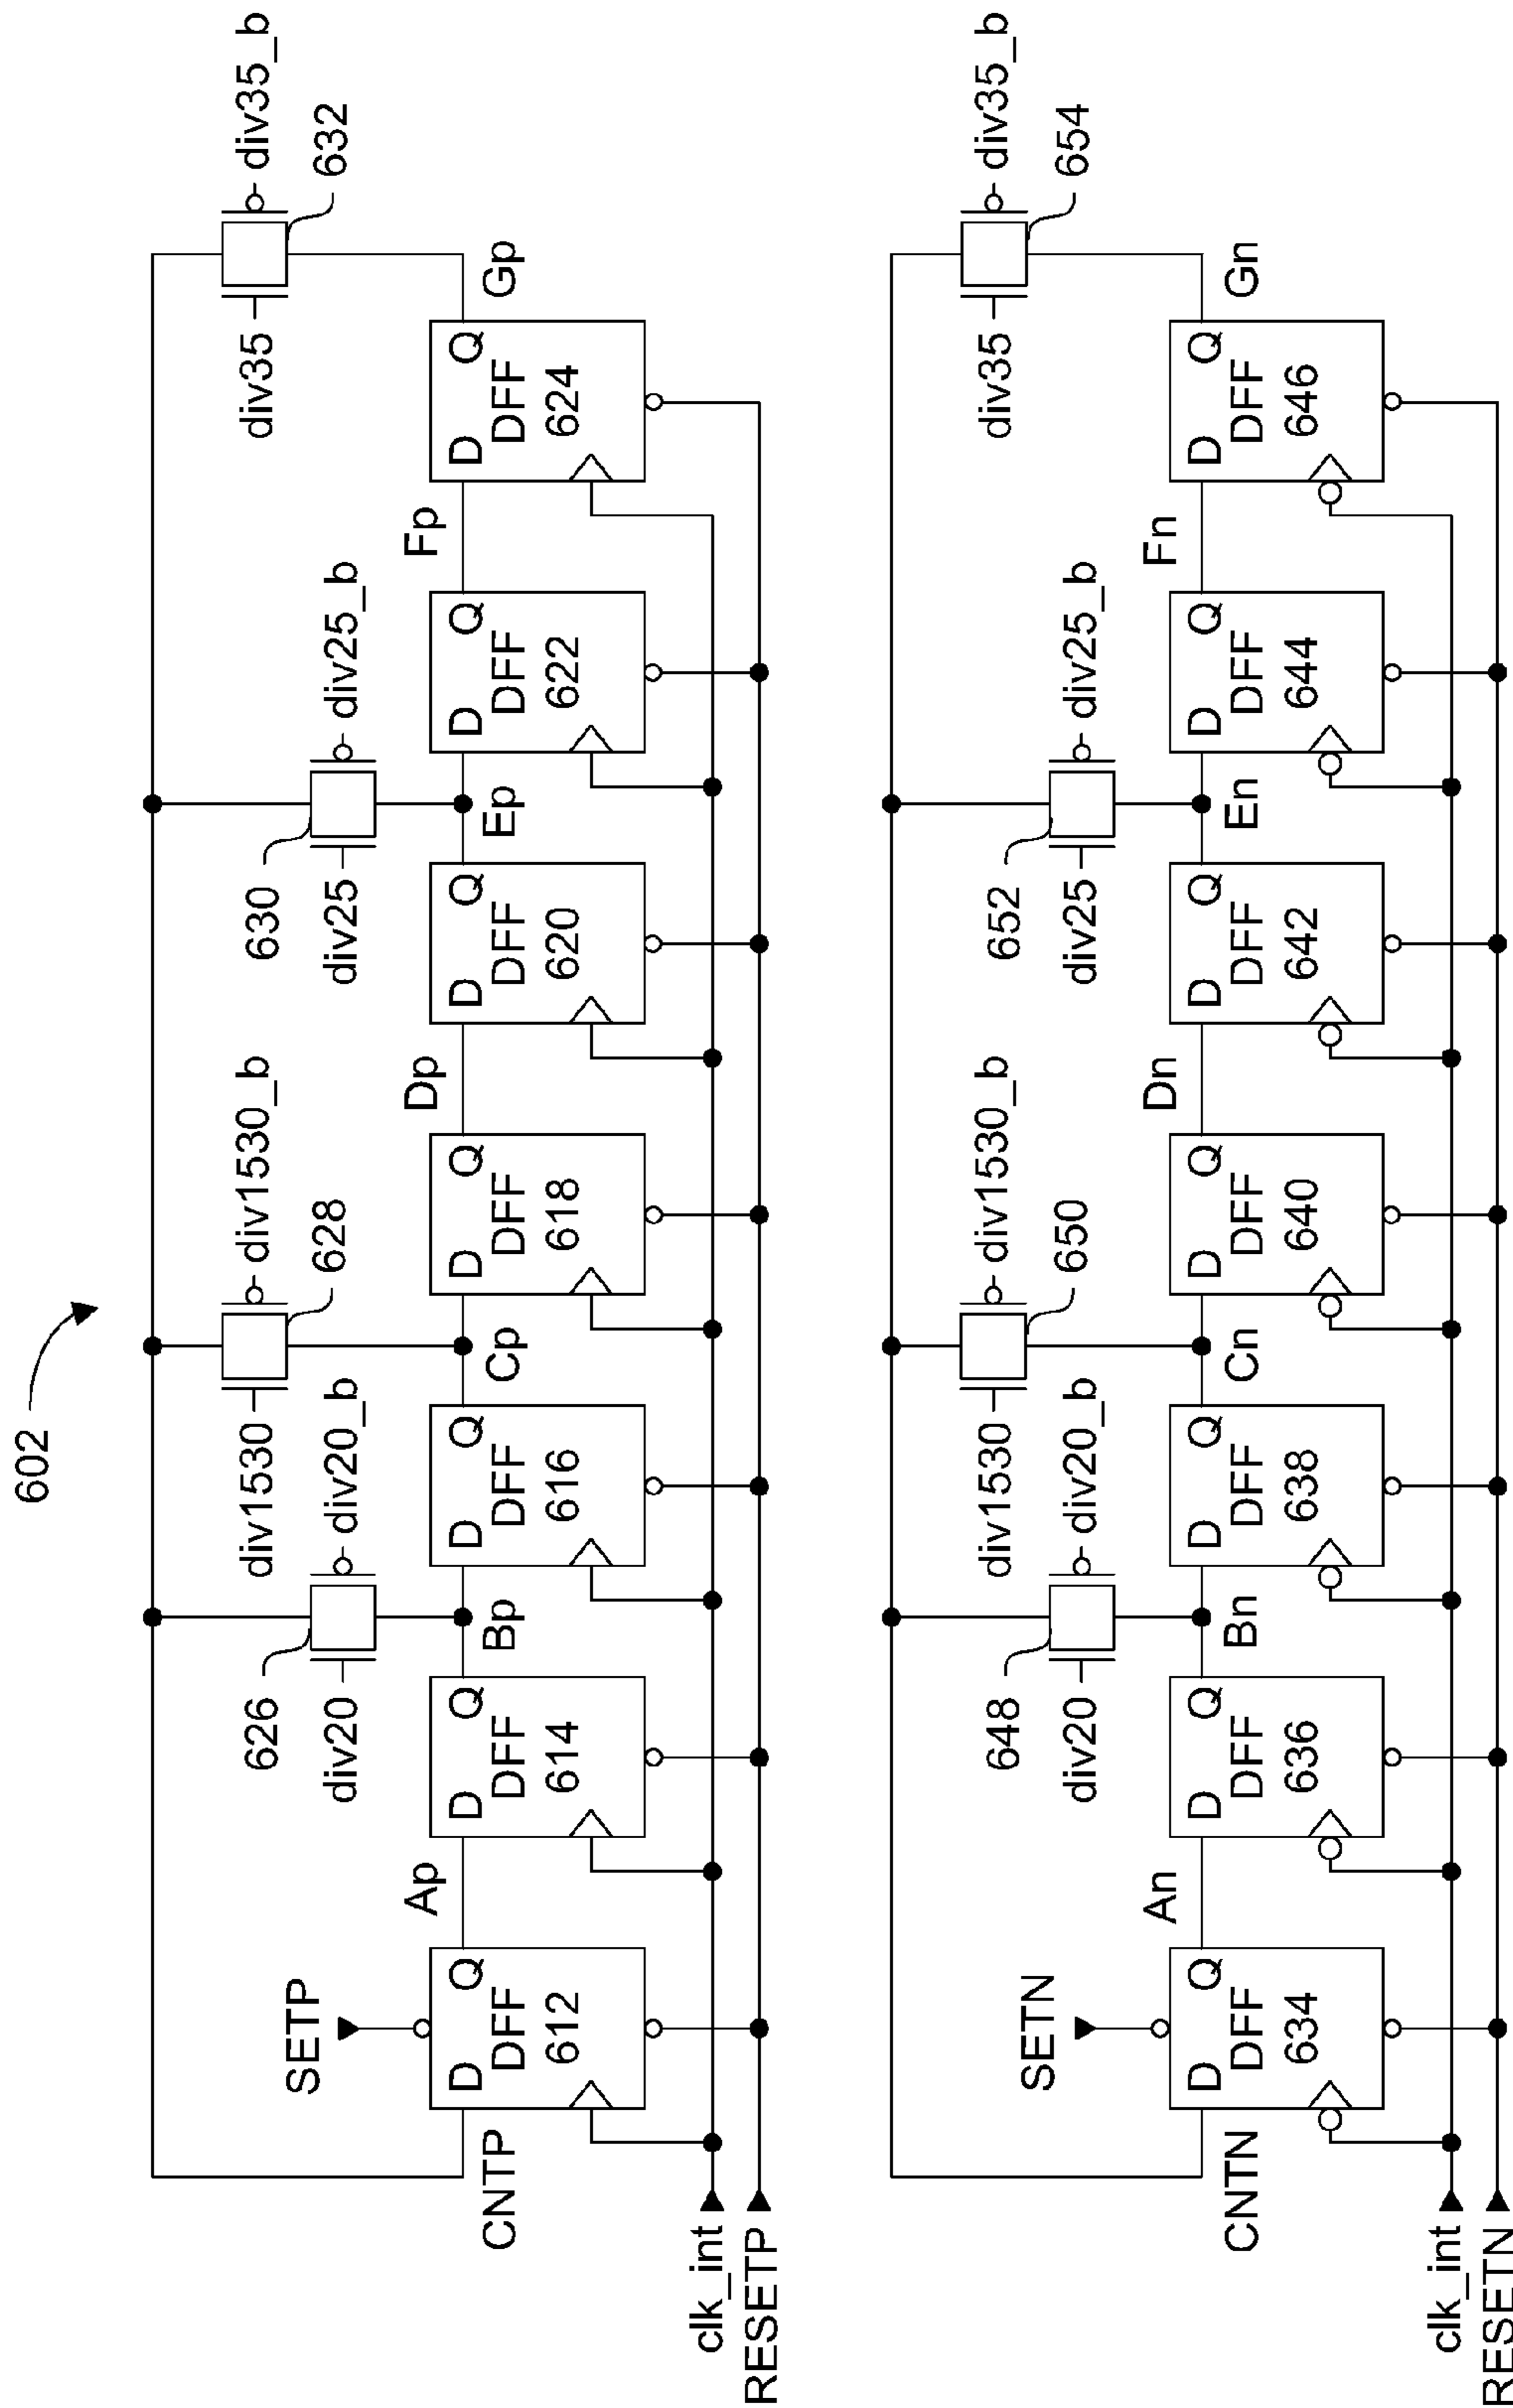 602
div1530
div1530_b
628
div35
div35_b
632
626
div20
div20_b
630
div25
div25_b
SETP
CNTP
Ap
Bp
Cp
Dp
Ep
Fp
Gp
D Q
DFF
612
D Q
DFF
614
D Q
DFF
616
D Q
DFF
618
D Q
DFF
620
D Q
DFF
622
D Q
DFF
624
clk_int
RESETP
div1530
div1530_b
650
div35
div35_b
654
648
div20
div20_b
652
div25
div25_b
SETN
CNTN
An
Bn
Cn
Dn
En
Fn
Gn
D Q
DFF
634
D Q
DFF
636
D Q
DFF
638
D Q
DFF
640
D Q
DFF
642
D Q
DFF
644
D Q
DFF
646
clk_int
RESETN